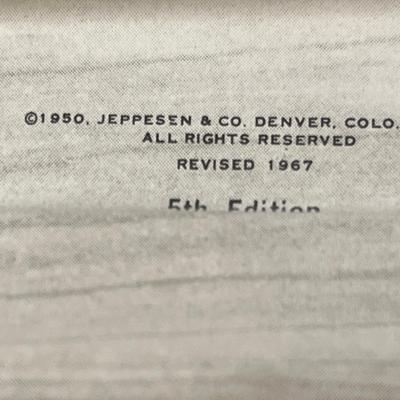 ©1950, JEPPESEN & CO. DENVER, COLO.
ALL RIGHTS RESERVED
REVISED 1967
5th Edition